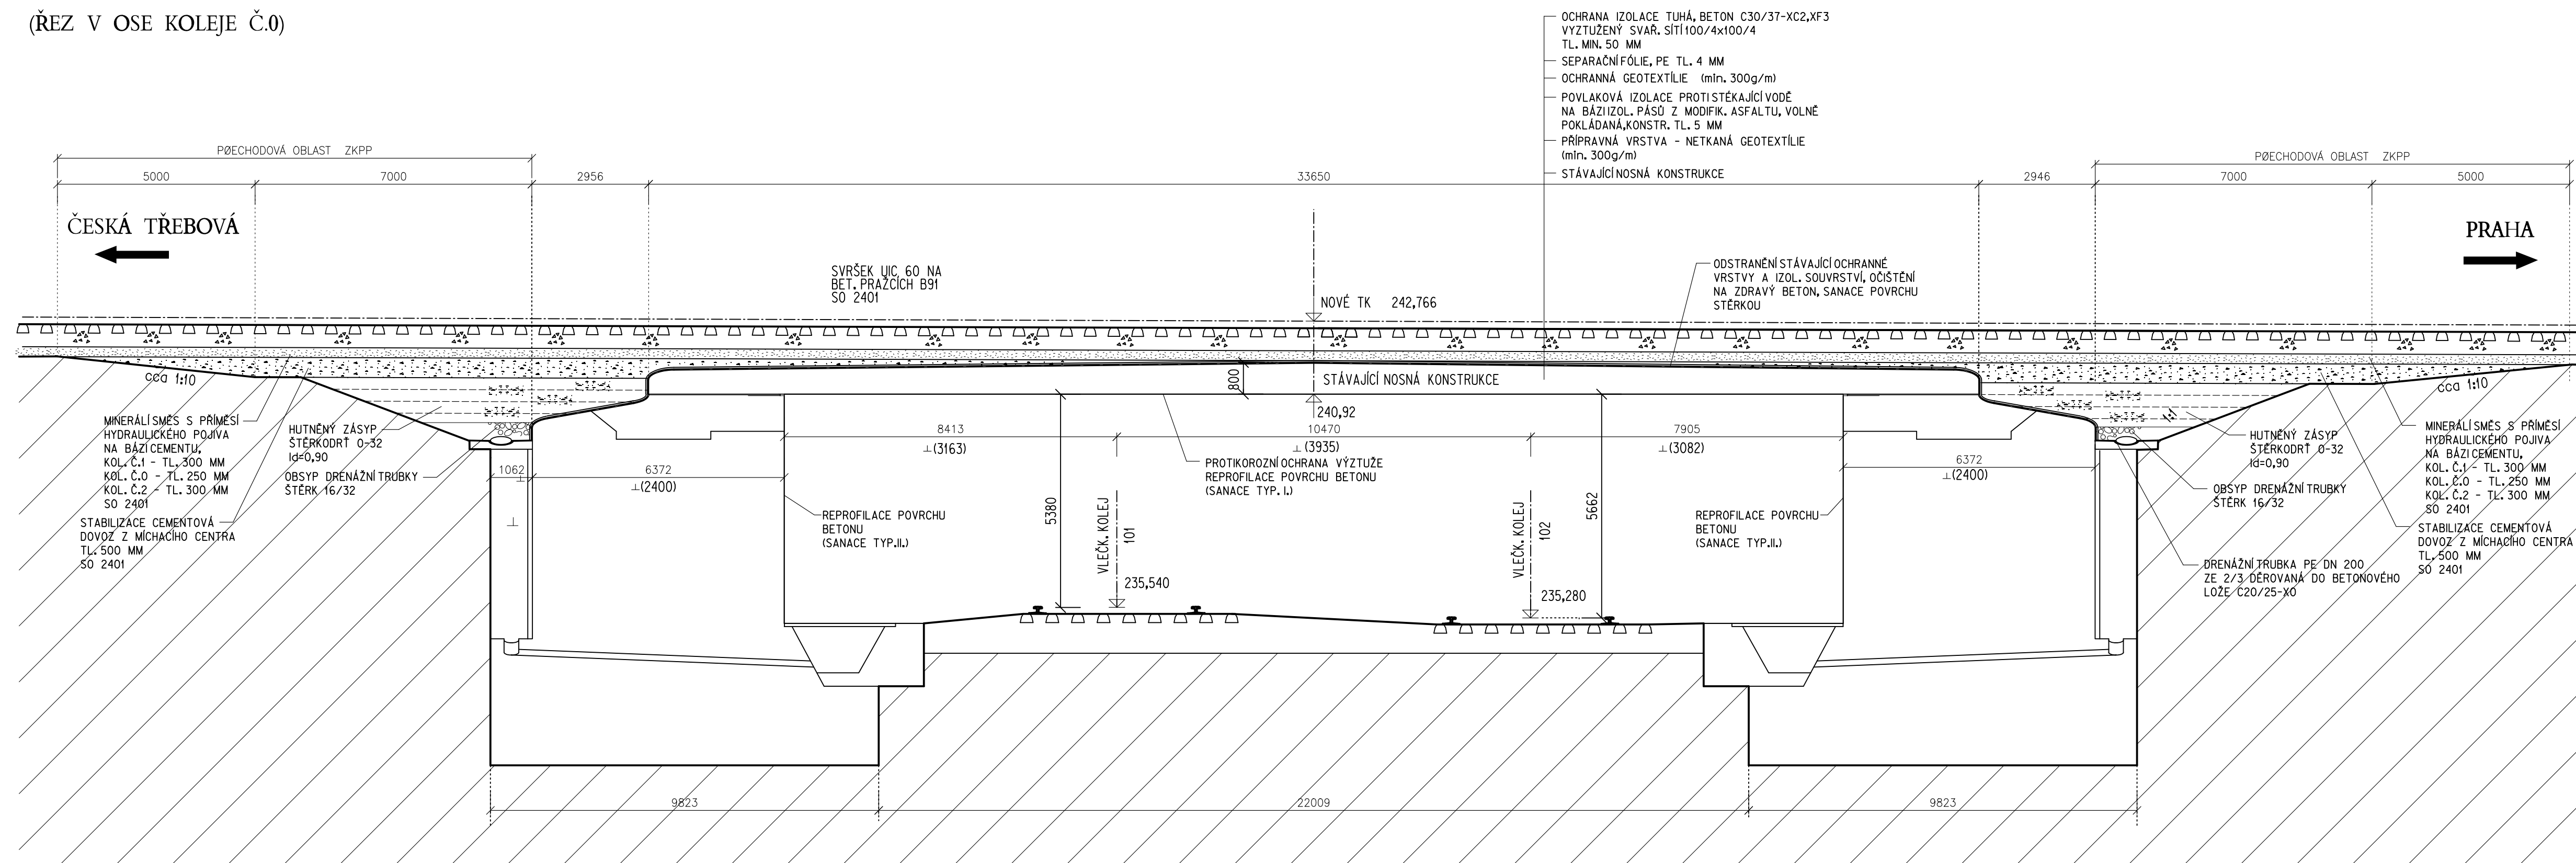 (ŘEZ V OSE KOLEJE Č.0)
OCHRANA IZOLACE TUHÁ, BETON C30/37-XC2,XF3
VYZTUŽENÝ SVAŘ. SÍTÍ 100/4x100/4
TL. MIN. 50 MM
SEPARAČNÍ FÓLIE, PE TL. 4 MM
OCHRANNÁ GEOTEXTÍLIE (min. 300g/m)
POVLAKOVÁ IZOLACE PROTI STÉKAJÍCÍ VODĚ
NA BÁZI IZOL. PÁSŮ Z MODIFIK. ASFALTU, VOLNĚ
POKLÁDANÁ,KONSTR. TL. 5 MM
PŘÍPRAVNÁ VRSTVA - NETKANÁ GEOTEXTÍLIE
(min. 300g/m)
STÁVAJÍCÍ NOSNÁ KONSTRUKCE
PØECHODOVÁ OBLAST ZKPP
PØECHODOVÁ OBLAST ZKPP
5000
7000
2956
33650
2946
7000
5000
ČESKÁ TŘEBOVÁ
PRAHA
SVRŠEK UIC 60 NA
BET. PRAŽCÍCH B91
SO 2401
NOVÉ TK 242,766
ODSTRANĚNÍ STÁVAJÍCÍ OCHRANNÉ
VRSTVY A IZOL. SOUVRSTVÍ, OČIŠTĚNÍ
NA ZDRAVÝ BETON, SANACE POVRCHU
STĚRKOU
cca 1:10
800
STÁVAJÍCÍ NOSNÁ KONSTRUKCE
240,92
cca 1:10
1:1
MINERÁLÍ SMĚS S PŘÍMĚSÍ
HYDRAULICKÉHO POJIVA
NA BÁZI CEMENTU,
KOL. Č.1 - TL. 300 MM
KOL. Č.0 - TL. 250 MM
KOL. Č.2 - TL. 300 MM
SO 2401
STABILIZACE CEMENTOVÁ
DOVOZ Z MÍCHACÍHO CENTRA
TL. 500 MM
SO 2401
HUTNĚNÝ ZÁSYP
ŠTĚRKODRŤ 0-32
Id=0,90
OBSYP DRENÁŽNÍ TRUBKY
ŠTĚRK 16/32
1062
⊥
⊥
6372
⊥(2400)
8413
⊥(3163)
10470
⊥(3935)
7905
⊥(3082)
6372
⊥(2400)
PROTIKOROZNÍ OCHRANA VÝZTUŽE
REPROFILACE POVRCHU BETONU
(SANACE TYP. I.)
REPROFILACE POVRCHU
BETONU
(SANACE TYP.II.)
5380
VLEČK. KOLEJ
101
235,540
VLEČK. KOLEJ
102
235,280
5662
REPROFILACE POVRCHU
BETONU
(SANACE TYP.II.)
HUTNĚNÝ ZÁSYP
ŠTĚRKODRŤ 0-32
Id=0,90
OBSYP DRENÁŽNÍ TRUBKY
ŠTĚRK 16/32
DRENÁŽNÍ TRUBKA PE DN 200
ZE 2/3 DĚROVANÁ DO BETONOVÉHO
LOŽE C20/25-X0
MINERÁLÍ SMĚS S PŘÍMĚSÍ
HYDRAULICKÉHO POJIVA
NA BÁZI CEMENTU,
KOL. Č.1 - TL. 300 MM
KOL. Č.0 - TL. 250 MM
KOL. Č.2 - TL. 300 MM
SO 2401
STABILIZACE CEMENTOVÁ
DOVOZ Z MÍCHACÍHO CENTRA
TL. 500 MM
SO 2401
9823
22009
9823